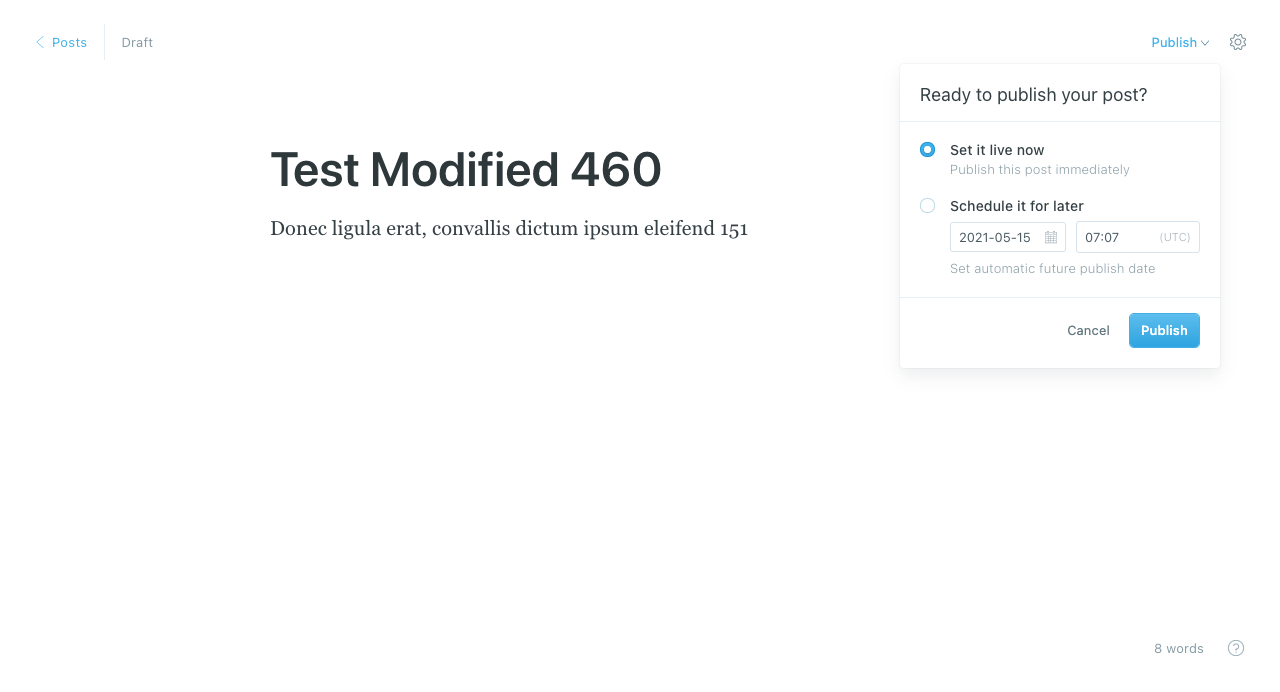 Posts
Draft
Publish
Ready to publish your post?
Test Modified 460
Set it live now
Publish this post immediately
Schedule it for later
Donec ligula erat, convallis dictum ipsum eleifend 151
2021-05-15
07:07
(UTC)
Set automatic future publish date
Cancel
Publish
8 words
?